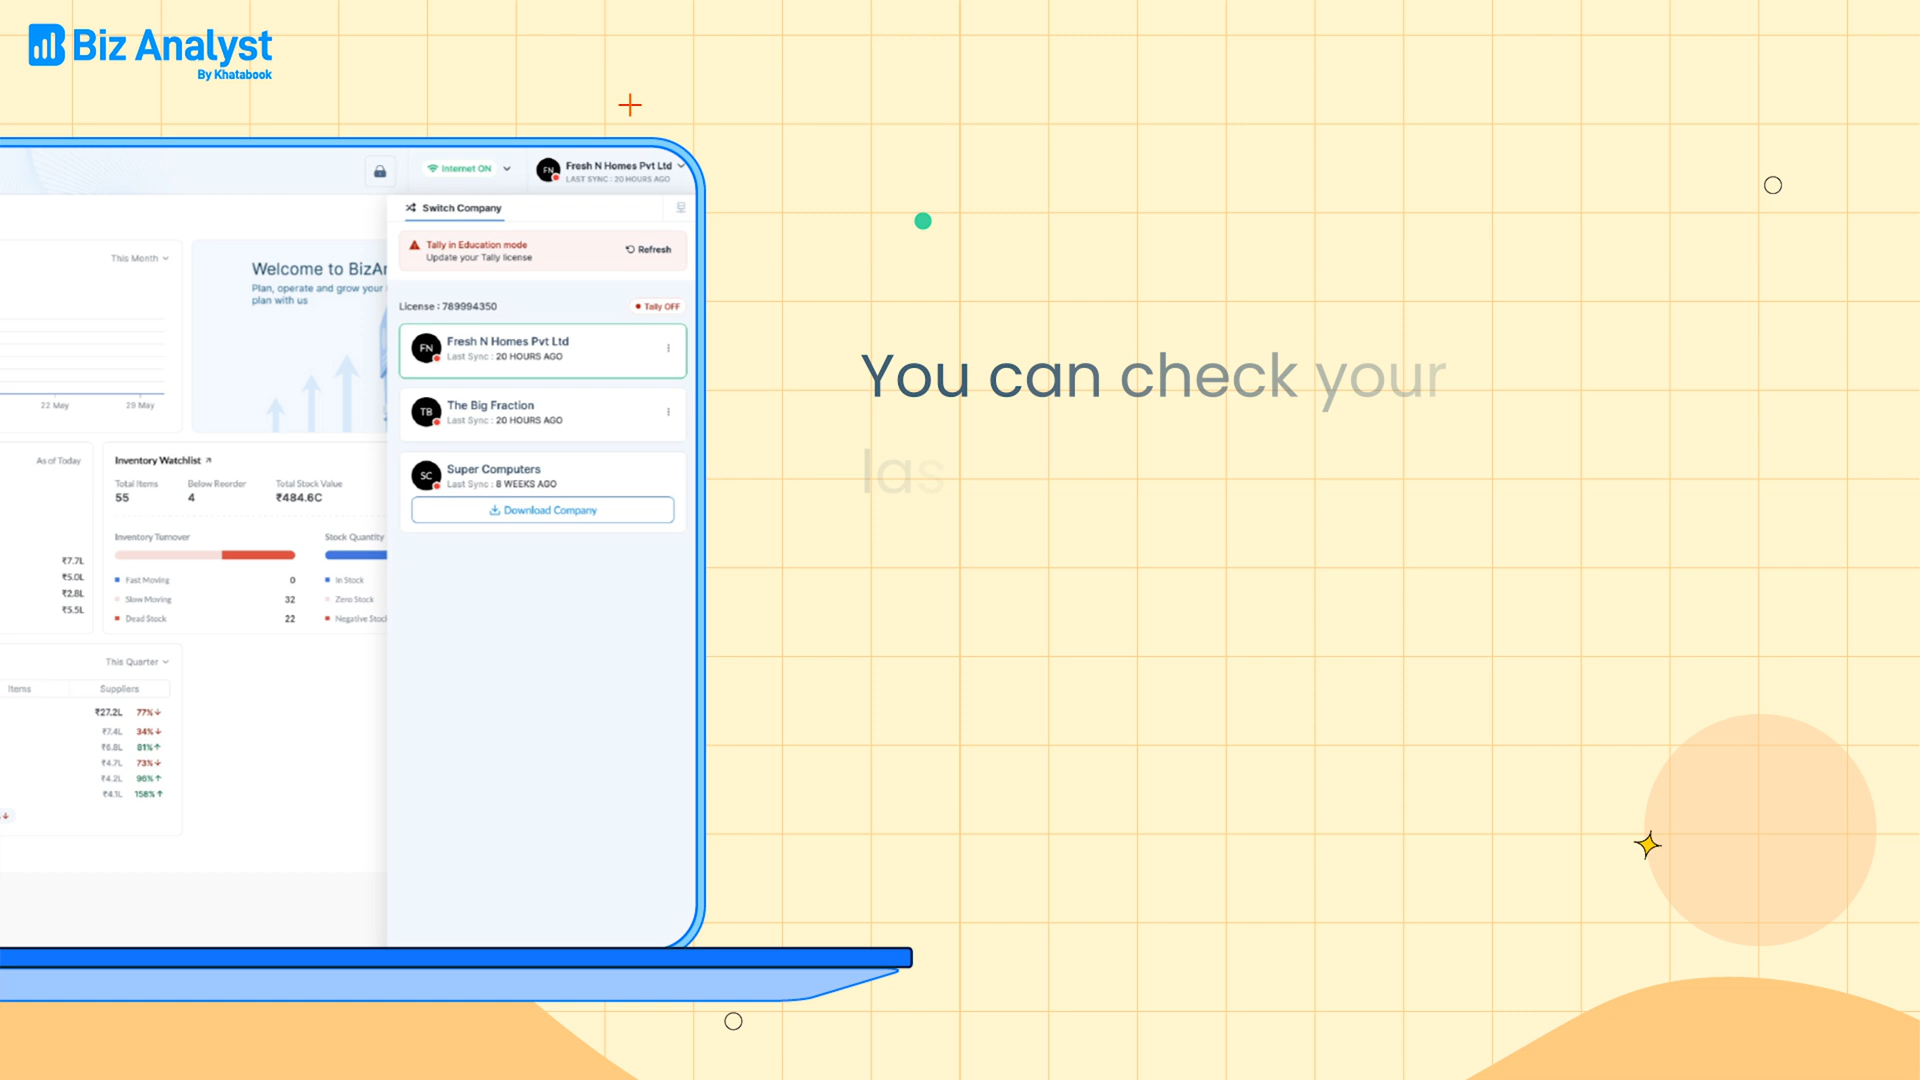 Biz Analyst
By Khatabook
Internet ON
FN
Fresh N Homes Pvt Ltd
LAST SYNC : 20 HOURS AGO
Switch Company
Tally in Education mode
Update your Tally license
Refresh
License : 789994350
Tally OFF
FN
Fresh N Homes Pvt Ltd
Last Sync : 20 HOURS AGO
TB
The Big Fraction
Last Sync : 20 HOURS AGO
SC
Super Computers
Last Sync : 8 WEEKS AGO
Download Company
This Month
22 May
29 May
Welcome to BizAn
Plan, operate and grow your
plan with us
As of Today
₹7.7L
₹5.0L
₹2.8L
₹5.5L
Inventory Watchlist
Total Items
55
Below Reorder
4
Total Stock Value
₹484.6C
Inventory Turnover
Fast Moving 0
Slow Moving 32
Dead Stock 22
Stock Quantity
In Stock
Zero Stock
Negative Stock
This Quarter
Items
Suppliers
₹27.2L 77%
₹7.4L 34%
₹6.8L 81%
₹4.7L 73%
₹4.2L 96%
₹4.1L 158%
You can check your
las